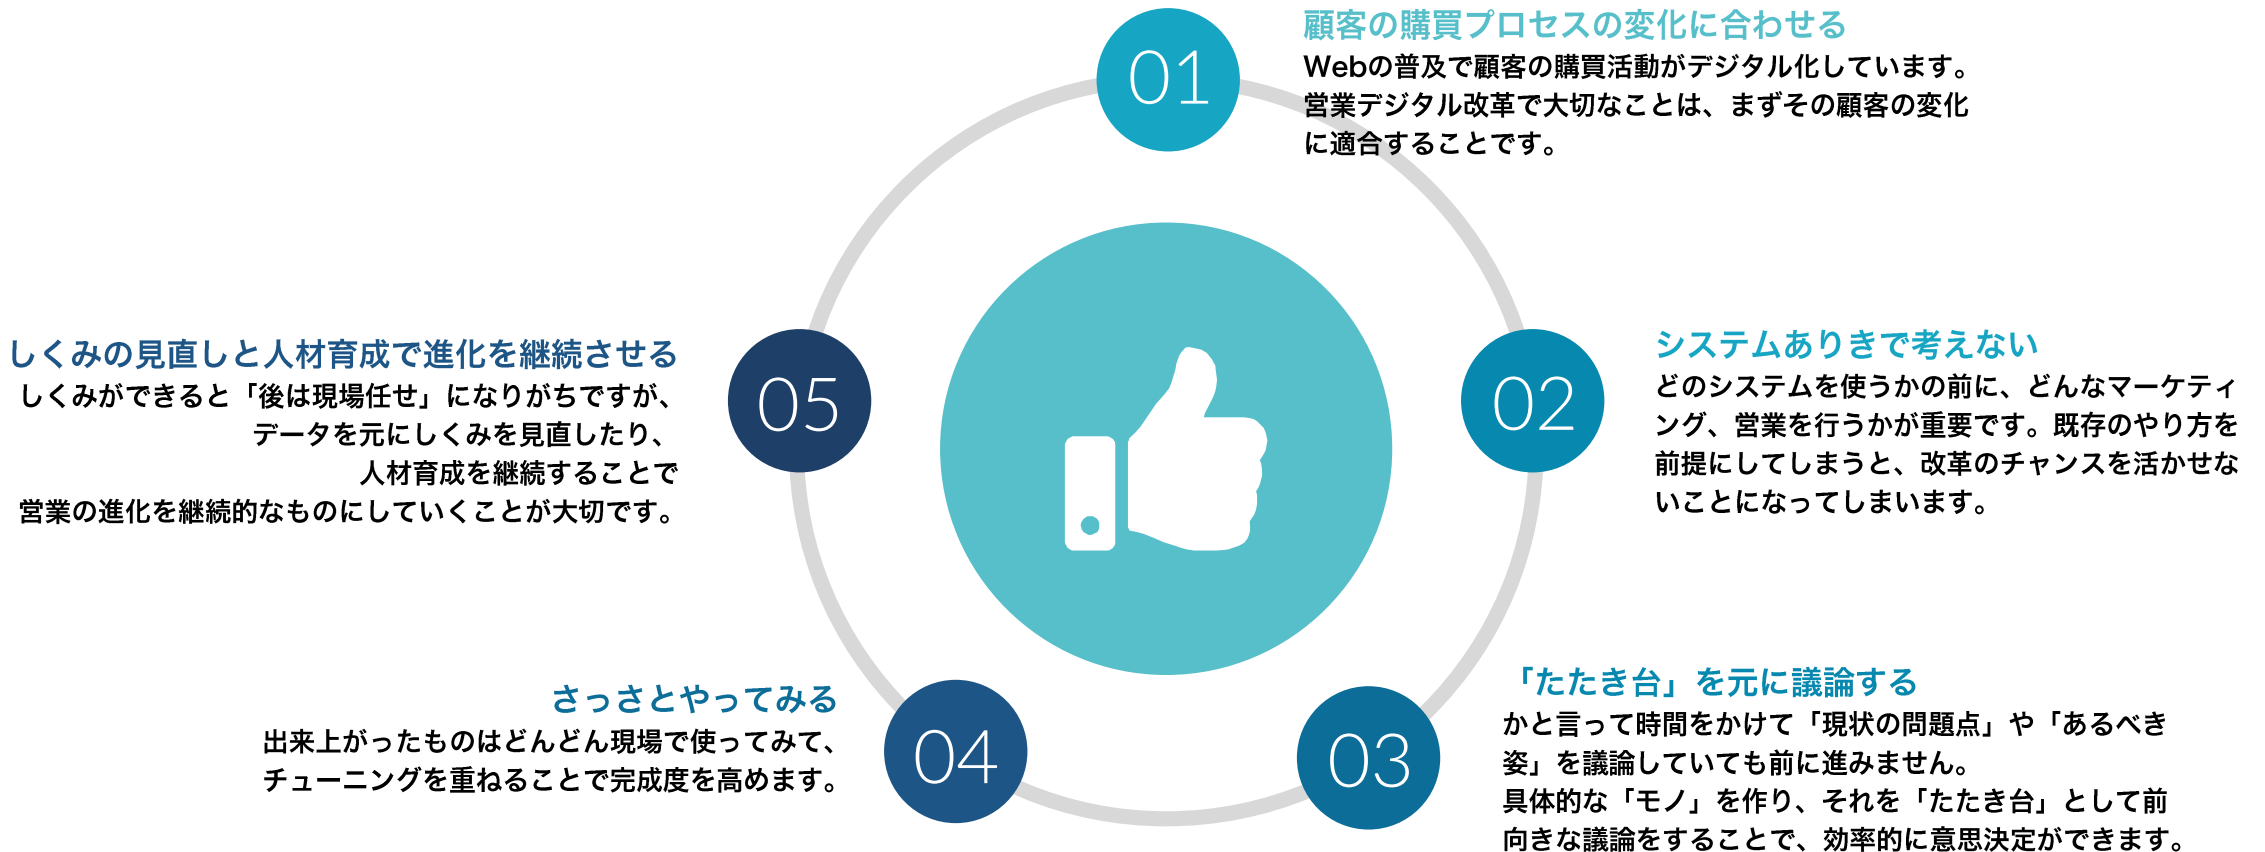 01
顧客の購買プロセスの変化に合わせる
Webの普及で顧客の購買活動がデジタル化しています。
営業デジタル改革で大切なことは、まずその顧客の変化
に適合することです。
02
システムありきで考えない
どのシステムを使うかの前に、どんなマーケティ
ング、営業を行うかが重要です。既存のやり方を
前提にしてしまうと、改革のチャンスを活かせな
いことになってしまいます。
03
「たたき台」を元に議論する
かと言って時間をかけて「現状の問題点」や「あるべき
姿」を議論していても前に進みません。
具体的な「モノ」を作り、それを「たたき台」として前
向きな議論をすることで、効率的に意思決定ができます。
04
さっさとやってみる
出来上がったものはどんどん現場で使ってみて、
チューニングを重ねることで完成度を高めます。
05
しくみの見直しと人材育成で進化を継続させる
しくみができると「後は現場任せ」になりがちですが、
データを元にしくみを見直したり、
人材育成を継続することで
営業の進化を継続的なものにしていくことが大切です。